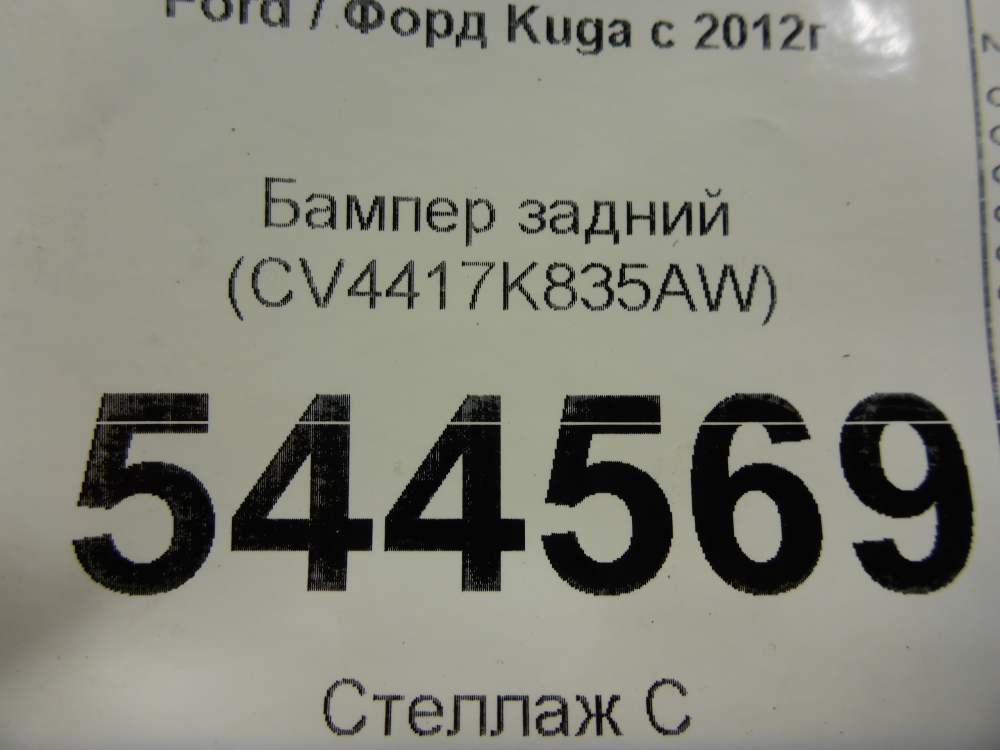 Ford / Форд Kuga с 2012г
Бампер задний
(CV4417K835AW)
544569
Стеллаж С